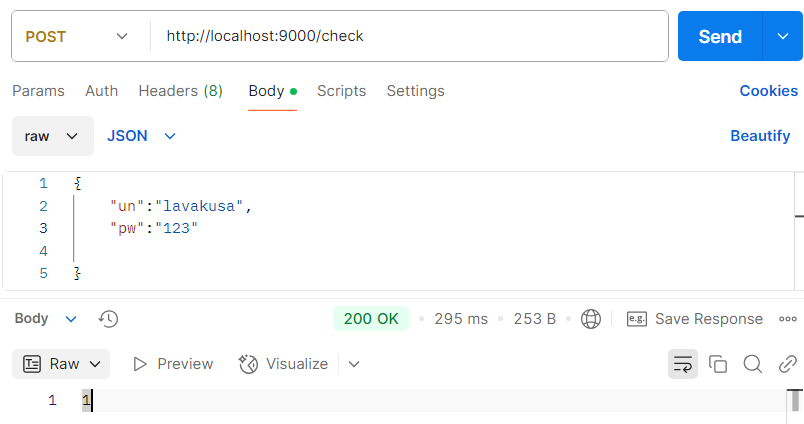 POST http://localhost:9000/check Send
Params Auth Headers (8) Body Scripts Settings Cookies
raw JSON Beautify
1 {
2 "un":"lavakusa",
3 "pw":"123"
4
5 }
Body 200 OK 295 ms 253 B e.g. Save Response
Raw Preview Visualize
1 1